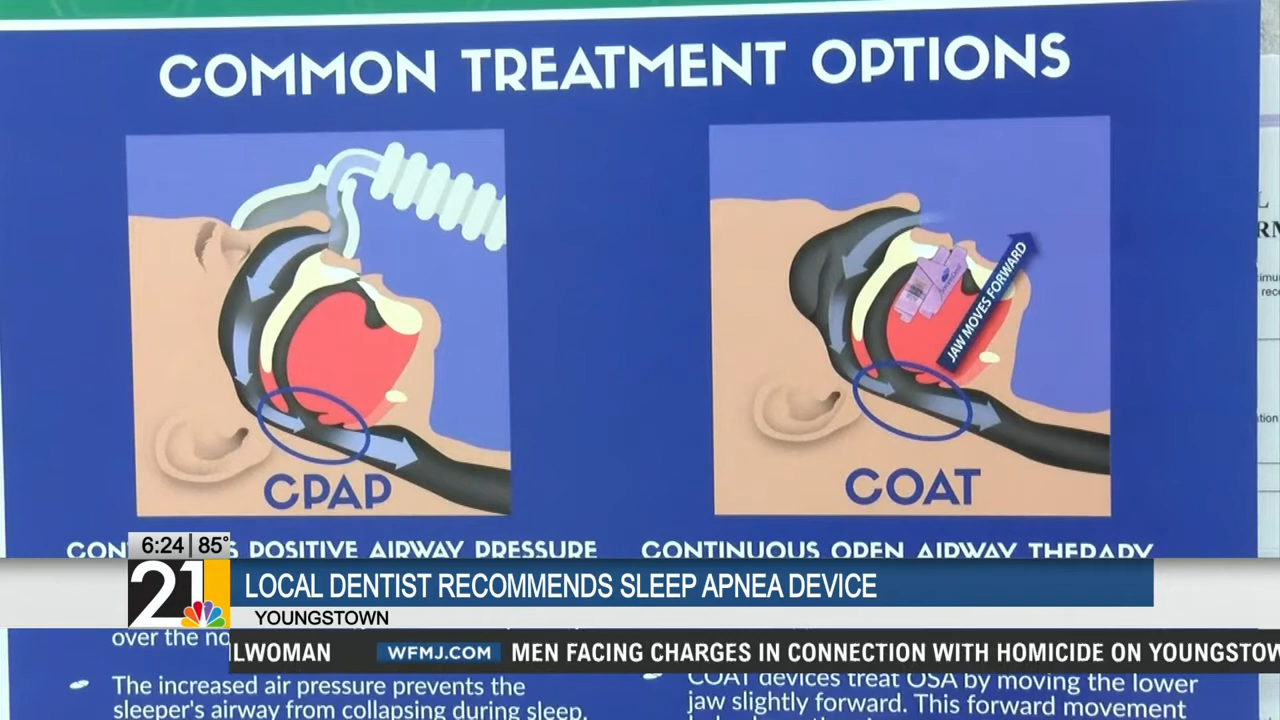 COMMON TREATMENT OPTIONS
JAW MOVES FORWARD
CPAP
COAT
POSITIVE AIRWAY PRESSURE
CONTINUOUS OPEN AIRWAY THERAPY
6:24 85°
21
LOCAL DENTIST RECOMMENDS SLEEP APNEA DEVICE
YOUNGSTOWN
over the
LWOMAN WFMJ.COM MEN FACING CHARGES IN CONNECTION WITH HOMICIDE ON YOUNGSTOW
The increased air pressure prevents the
sleeper's airway from collapsing during sleep.
COAT devices treat OSA by moving the lower
jaw slightly forward. This forward movement